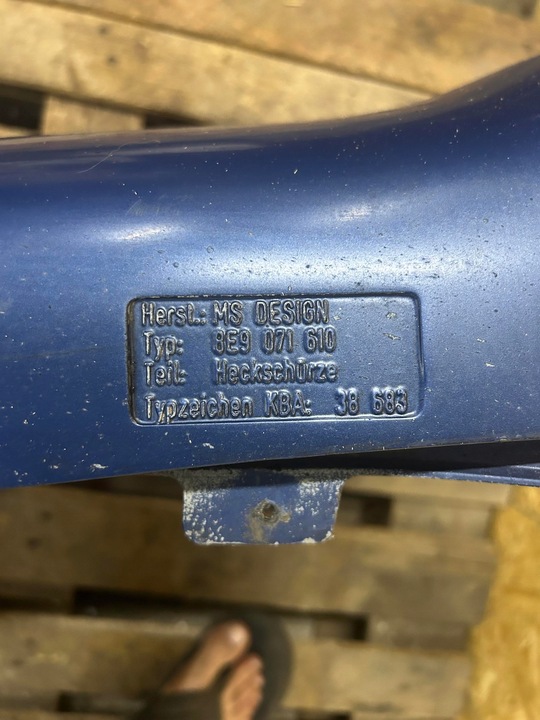 Herst.: MS DESIGN
Typ: 8E9 071 610
Teil: Heckschürze
Typzeichen KBA: 38 683